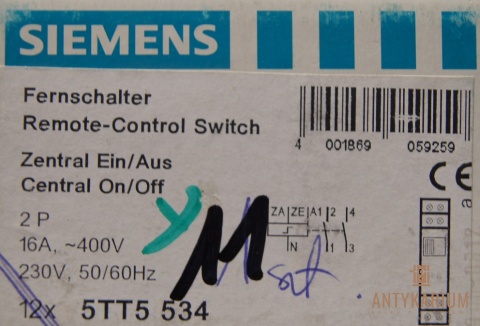 SIEMENS
Fernschalter
Remote-Control Switch
4 001869 059259
Zentral Ein/Aus
Central On/Off
CE
2 P
16A, ~400V
230V, 50/60Hz
ZA ZE A1 2 4
N 1 3
M
12x 5TT5 534
ANTYKWARIUM